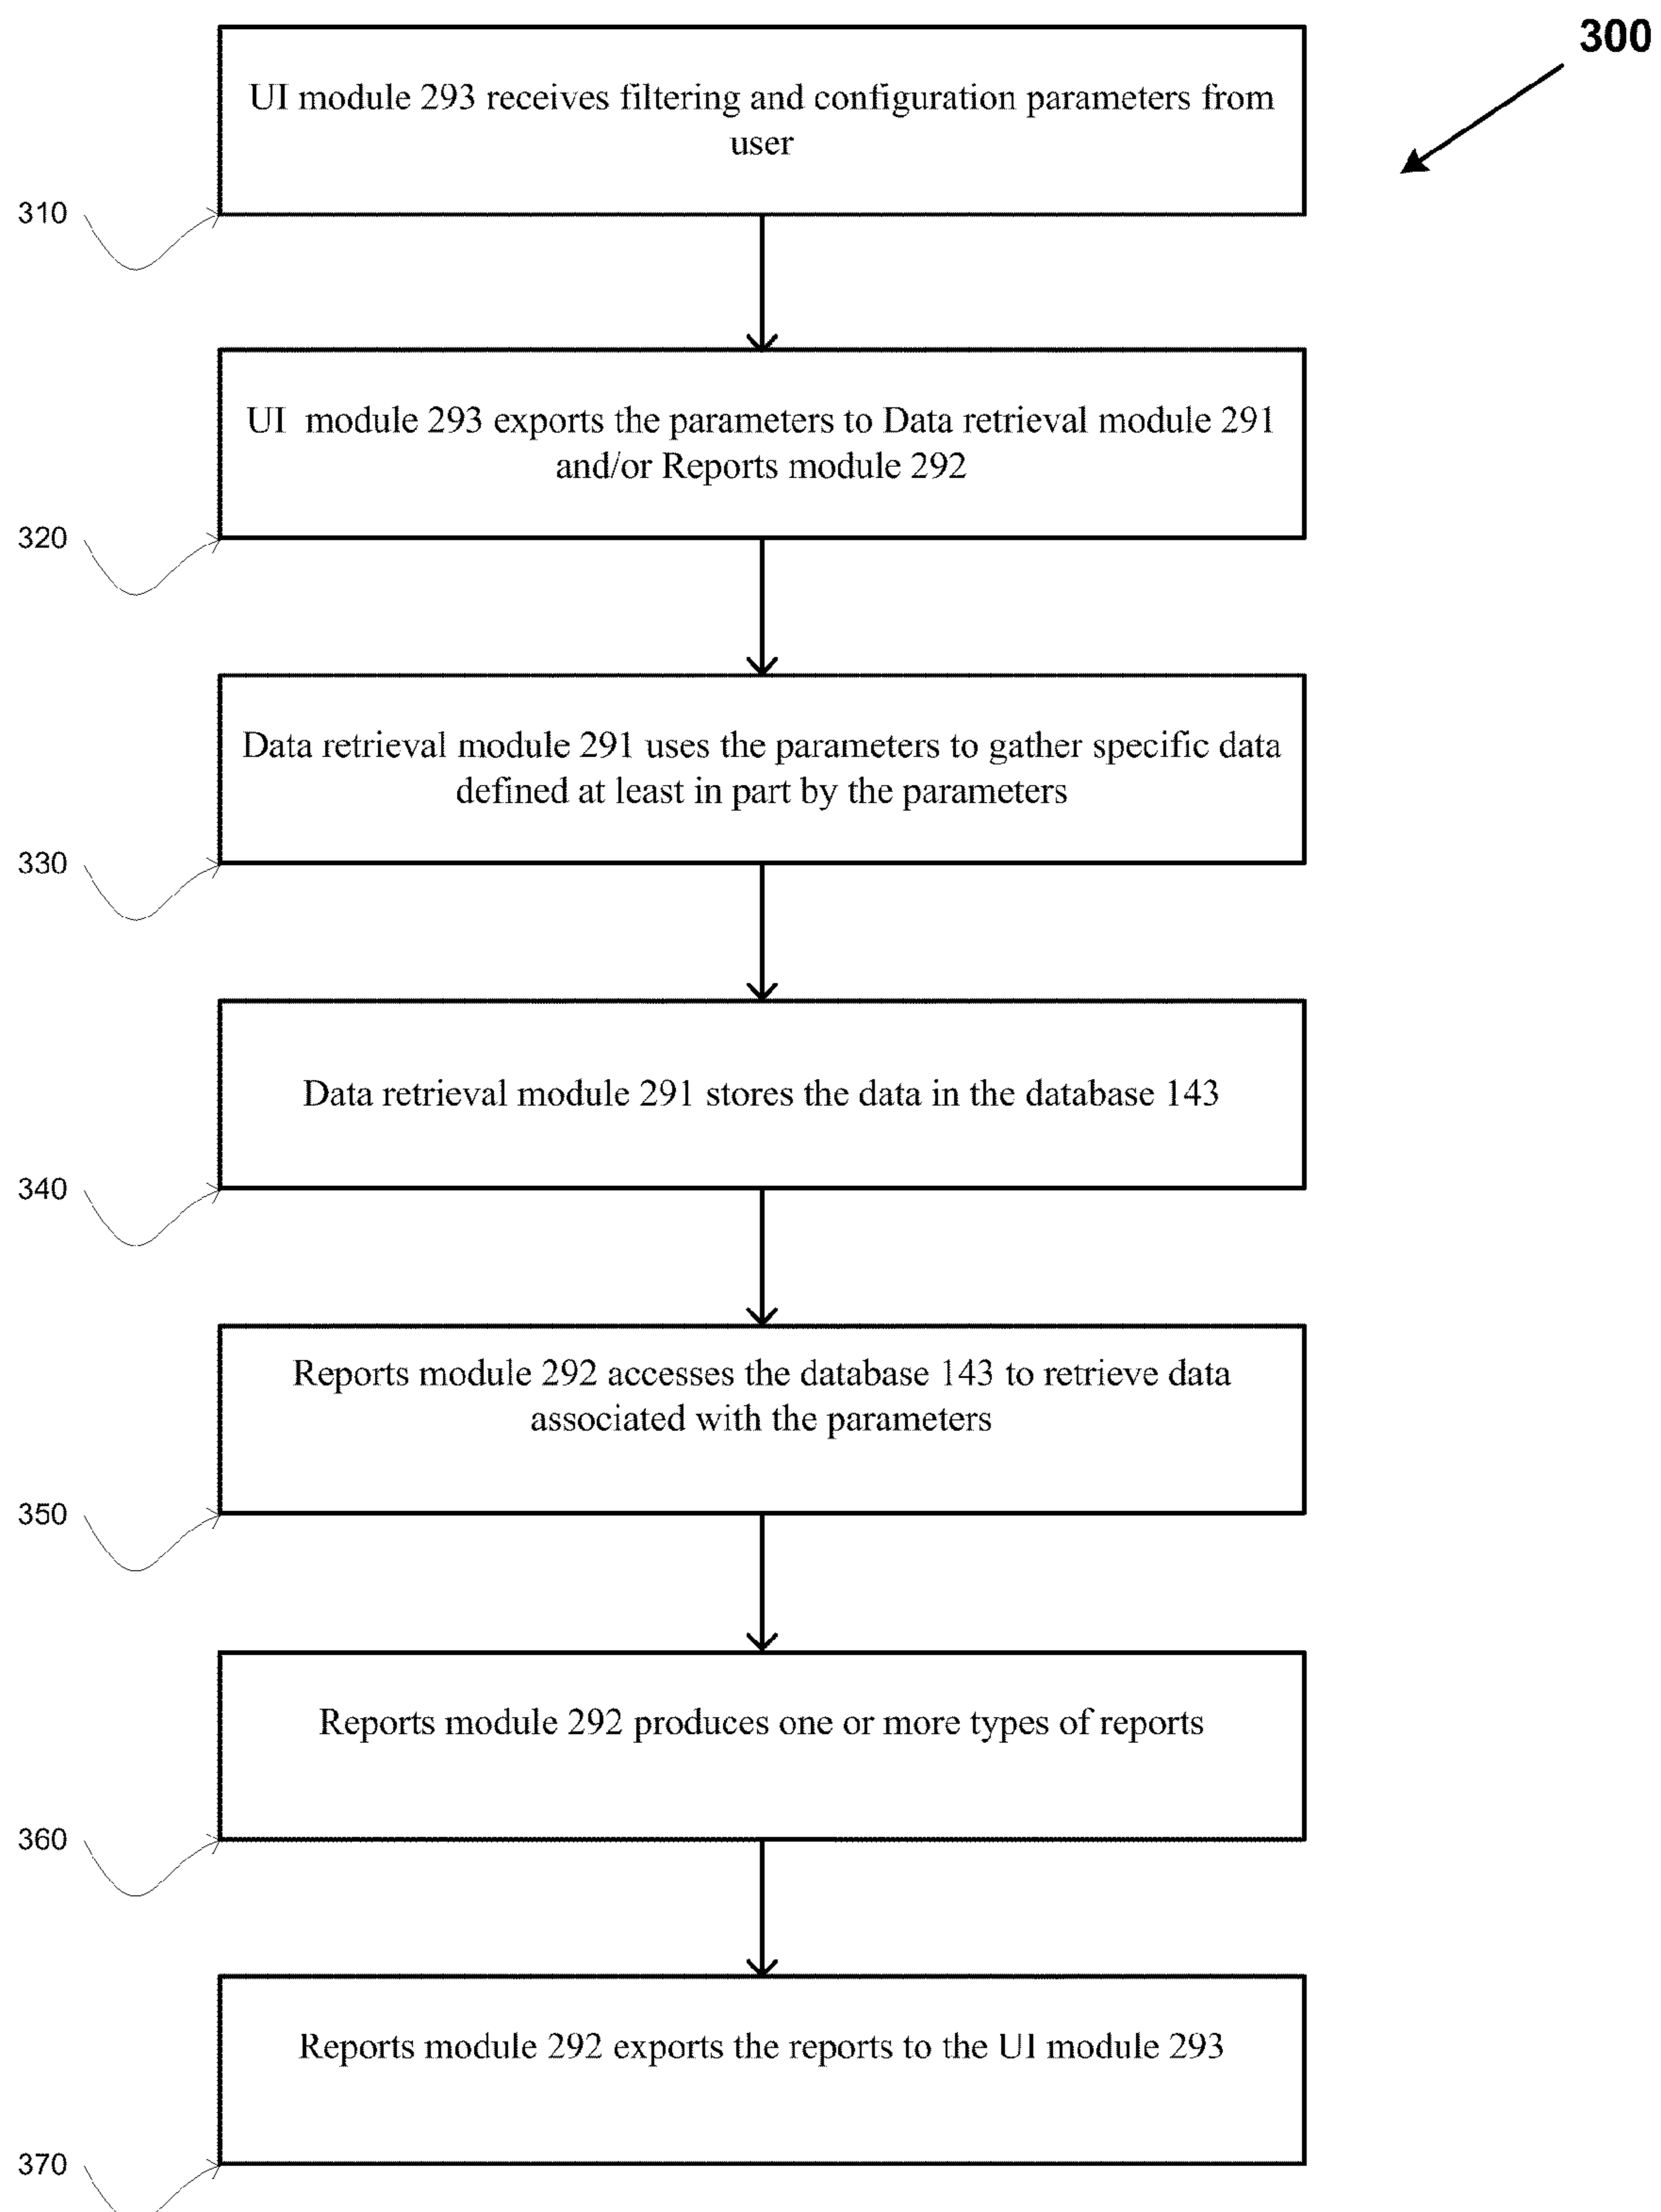 300
UI module 293 receives filtering and configuration parameters from
user
310
UI module 293 exports the parameters to Data retrieval module 291
and/or Reports module 292
320
Data retrieval module 291 uses the parameters to gather specific data
defined at least in part by the parameters
330
Data retrieval module 291 stores the data in the database 143
340
Reports module 292 accesses the database 143 to retrieve data
associated with the parameters
350
Reports module 292 produces one or more types of reports
360
Reports module 292 exports the reports to the UI module 293
370